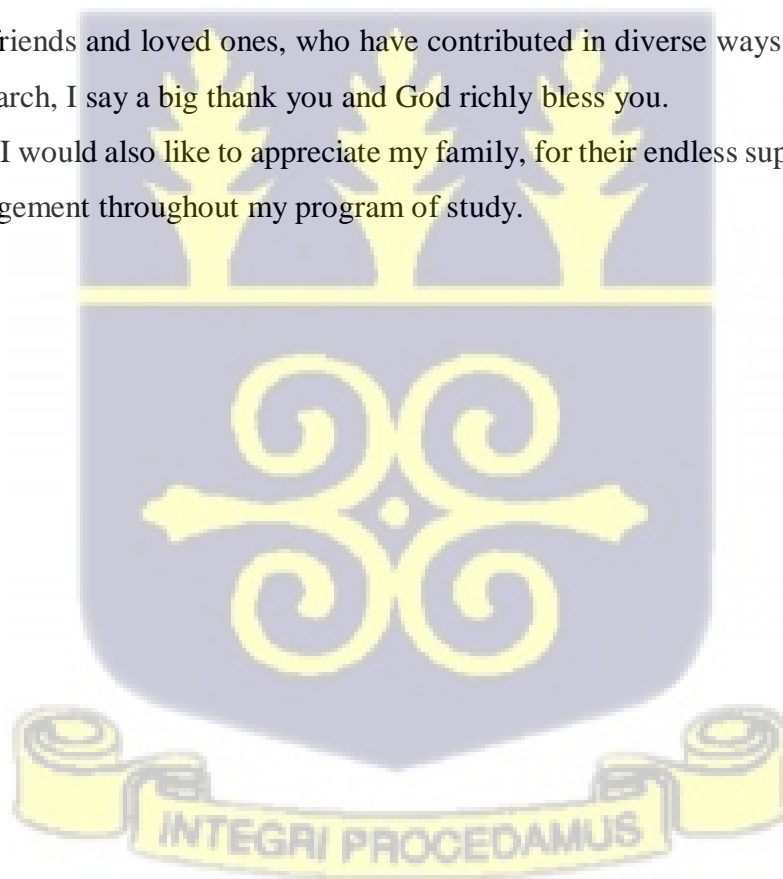 riends and loved ones, who have contributed in diverse ways
arch, I say a big thank you and God richly bless you.
I would also like to appreciate my family, for their endless sup
gement throughout my program of study.
INTEGRI PROCEDAMUS